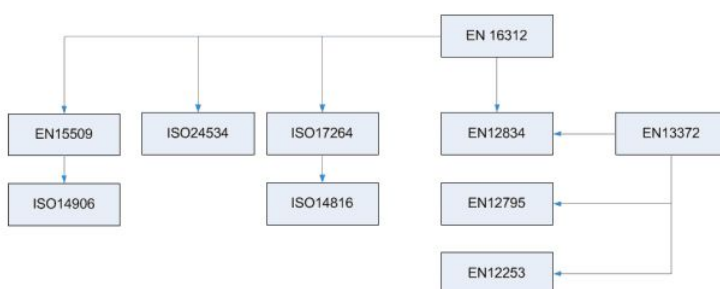 EN 16312
EN15509
ISO24534
ISO17264
EN12834
EN13372
ISO14906
ISO14816
EN12795
EN12253